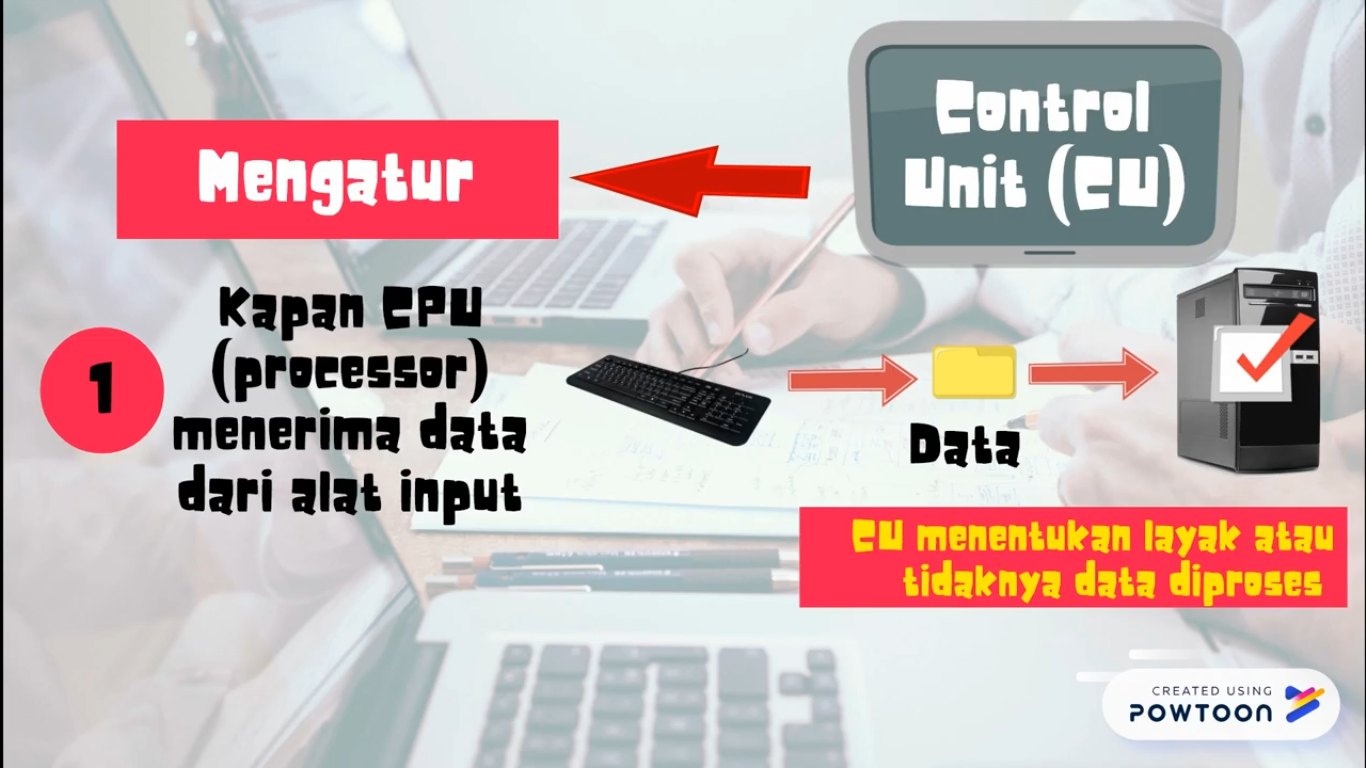 Control
Unit (CU)
Mengatur
1
Kapan CPU
(processor)
menerima data
dari alat input
Data
CU menentukan layak atau
tidaknya data diproses
CREATED USING
POWTOON